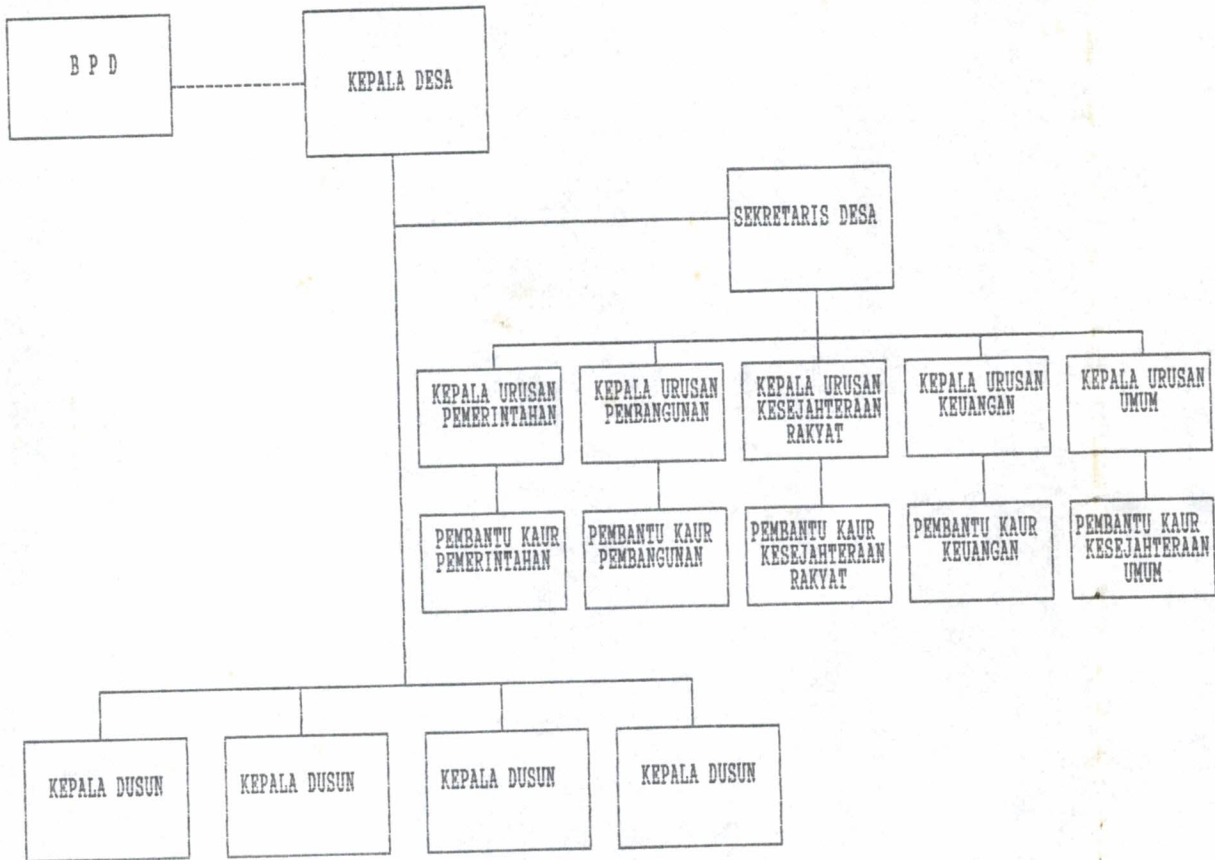 B P D
KEPALA DESA
SEKRETARIS DESA
KEPALA URUSAN
PEMERINTAHAN
KEPALA URUSAN
PEMBANGUNAN
KEPALA URUSAN
KESEJAHTERAAN
RAKYAT
KEPALA URUSAN
KEUANGAN
KEPALA URUSAN
UMUM
PEMBANTU KAUR
PEMERINTAHAN
PEMBANTU KAUR
PEMBANGUNAN
PEMBANTU KAUR
KESEJAHTERAAN
RAKYAT
PEMBANTU KAUR
KEUANGAN
PEMBANTU KAUR
KESEJAHTERAAN
UMUM
KEPALA DUSUN
KEPALA DUSUN
KEPALA DUSUN
KEPALA DUSUN